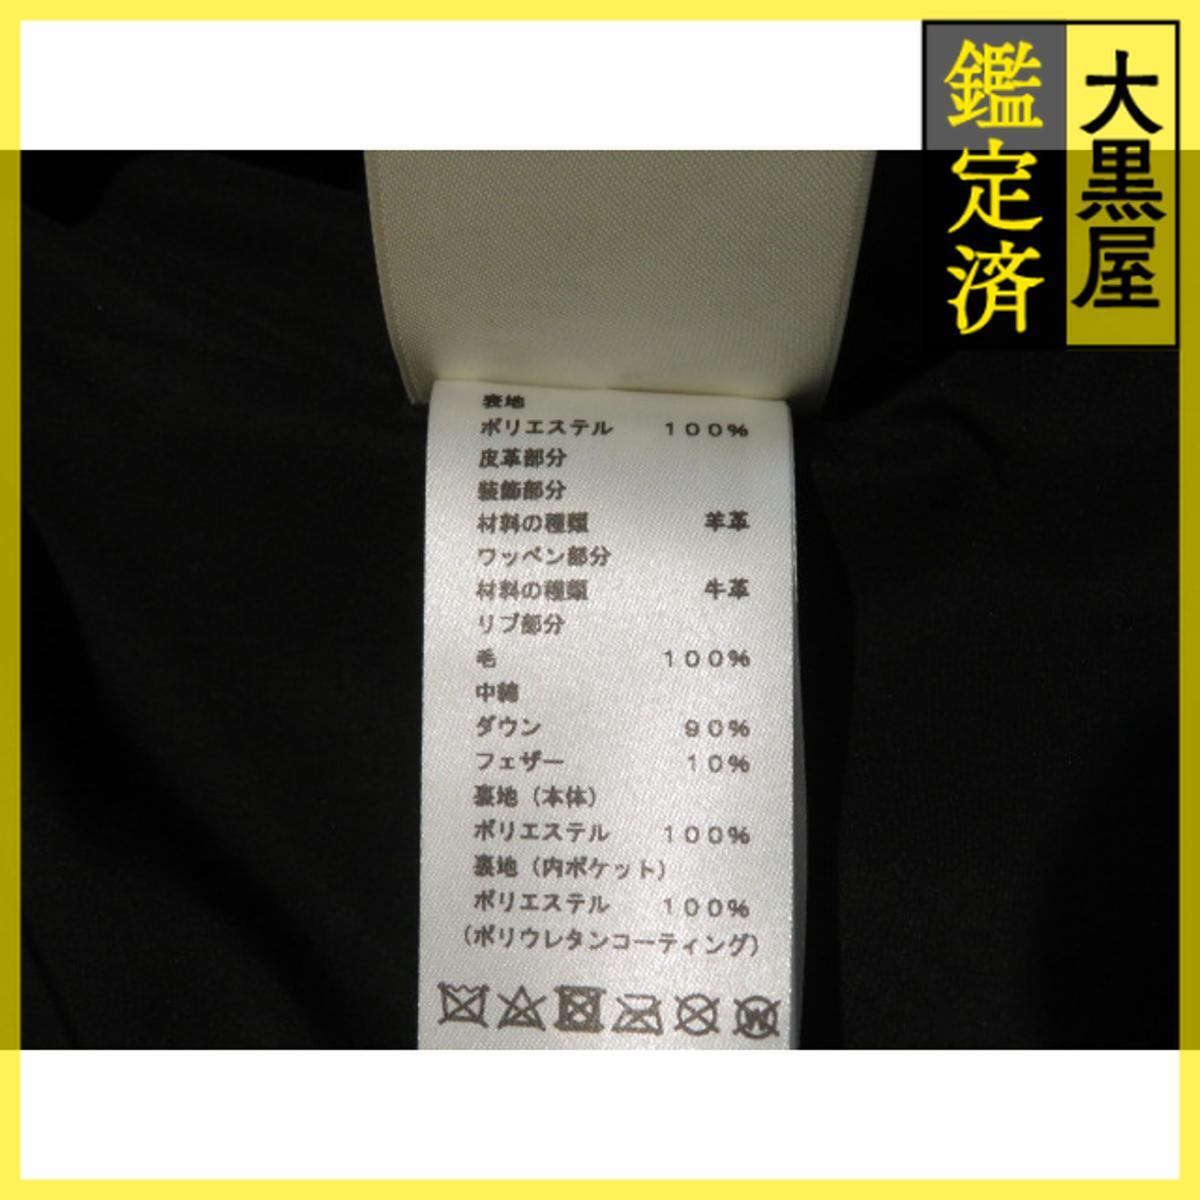 大黒屋
鑑定済
表地
ポリエステル 100%
皮革部分
装飾部分
材料の種類 羊革
ワッペン部分
材料の種類 牛革
リブ部分
毛 100%
中綿
ダウン 90%
フェザー 10%
裏地(本体)
ポリエステル 100%
裏地(内ポケット)
ポリエステル 100%
(ポリウレタンコーティング)
W